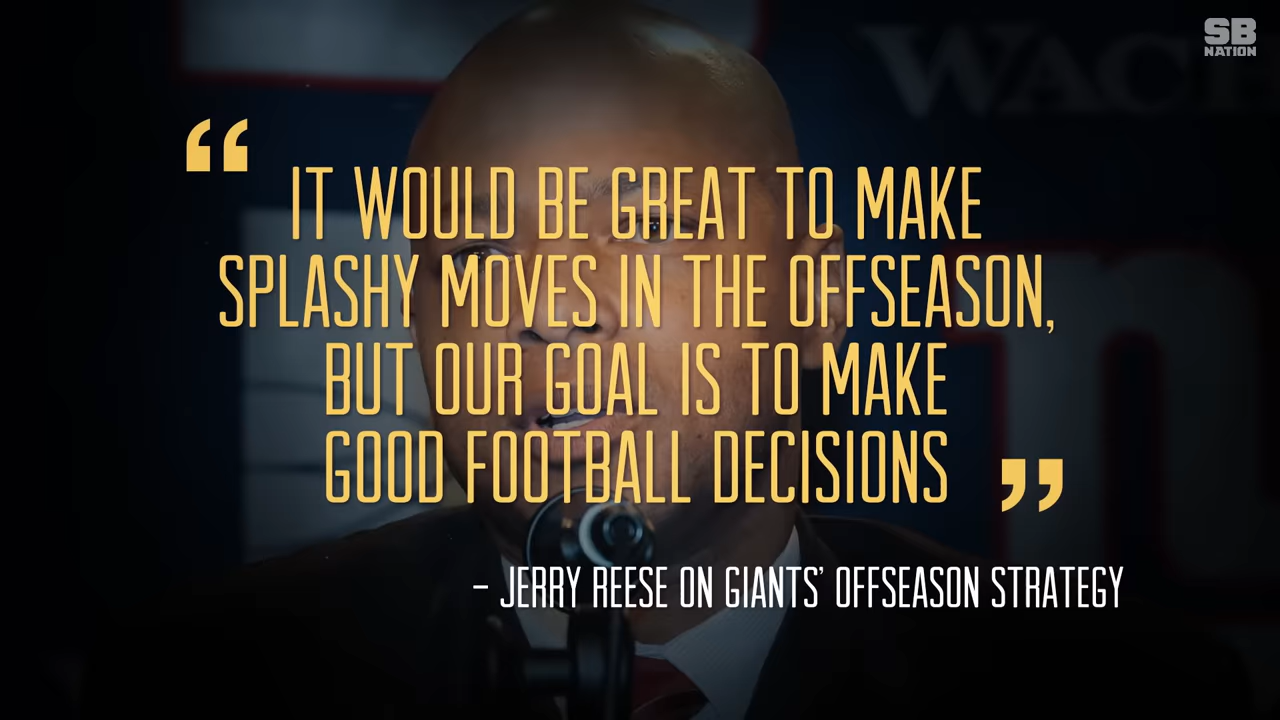 SB
NATION
WACH
“IT WOULD BE GREAT TO MAKE
SPLASHY MOVES IN THE OFFSEASON,
BUT OUR GOAL IS TO MAKE
GOOD FOOTBALL DECISIONS”
– JERRY REESE ON GIANTS’ OFFSEASON STRATEGY